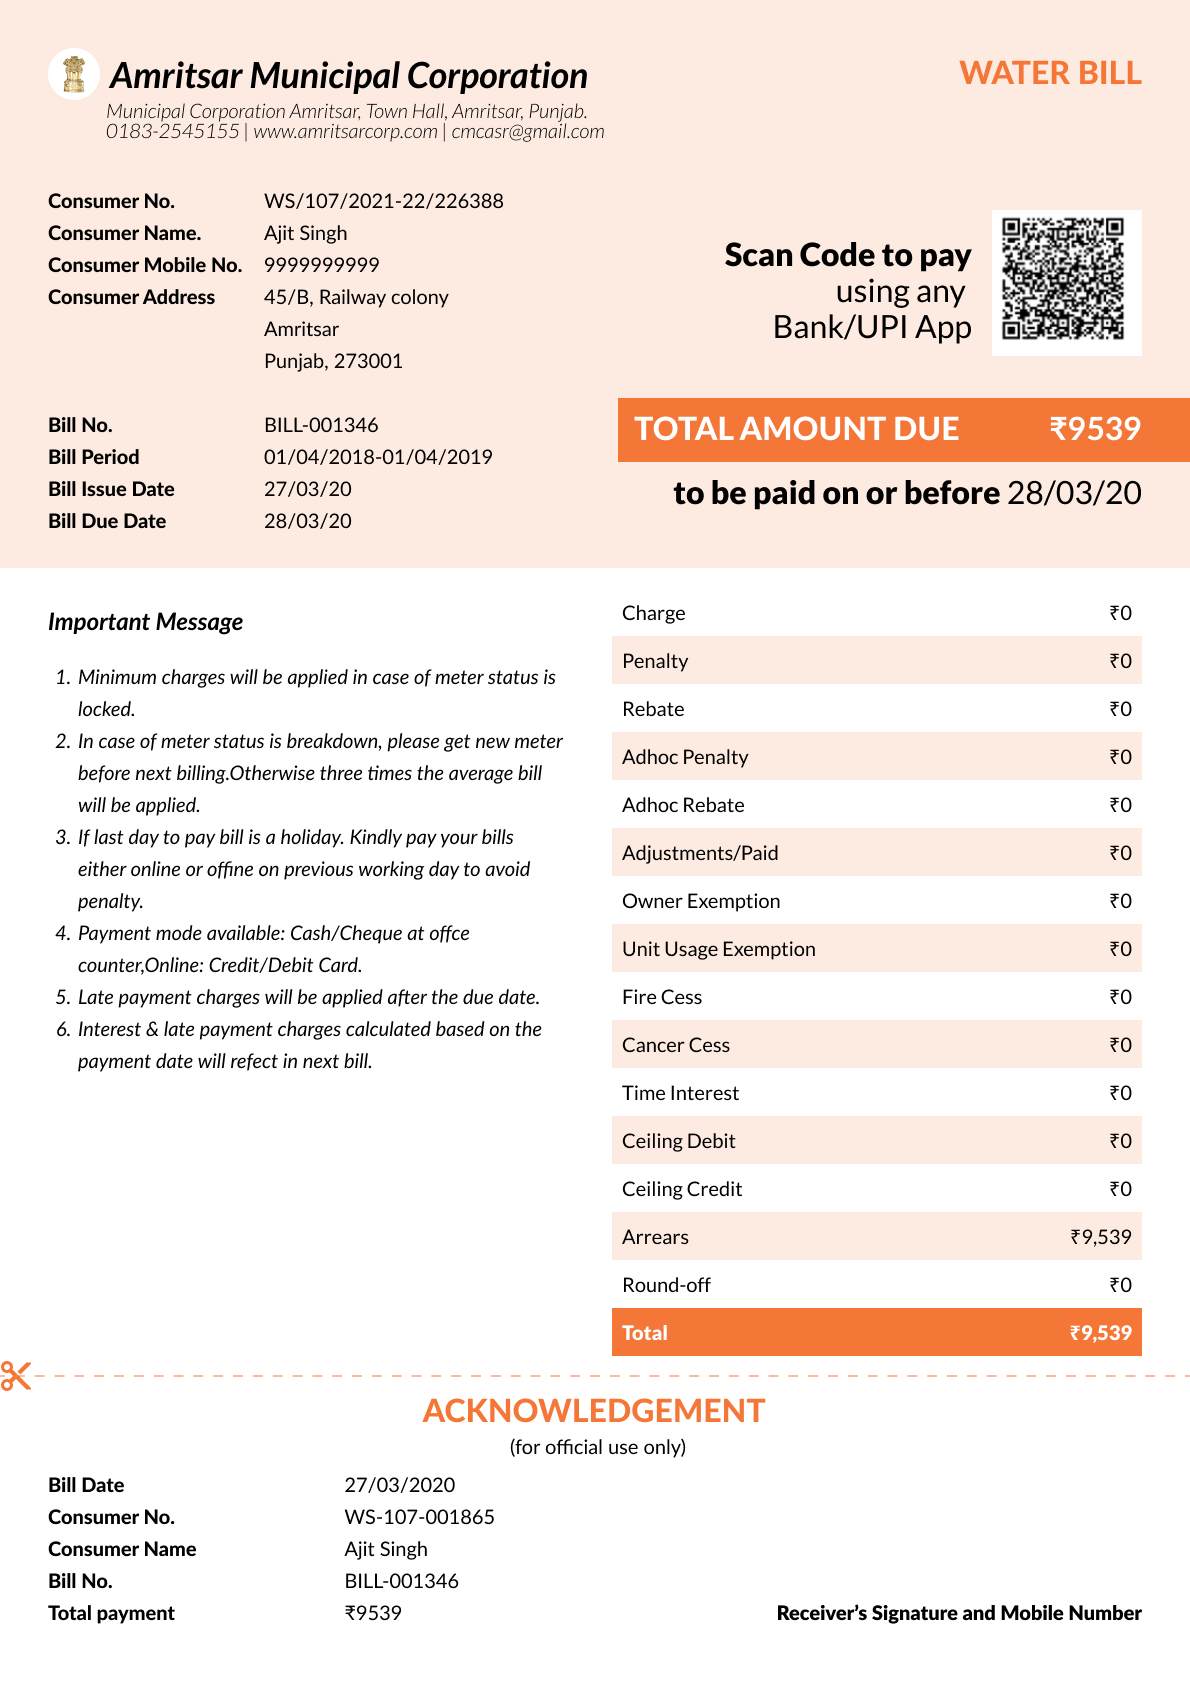 Amritsar Municipal Corporation
WATER BILL
Municipal Corporation Amritsar, Town Hall, Amritsar, Punjab.
0183-2545155 | www.amritsarcorp.com | cmcasr@gmail.com
Consumer No. WS/107/2021-22/226388
Consumer Name. Ajit Singh
Consumer Mobile No. 9999999999
Consumer Address 45/B, Railway colony
Amritsar
Punjab, 273001
Scan Code to pay
using any
Bank/UPI App
Bill No. BILL-001346
Bill Period 01/04/2018-01/04/2019
Bill Issue Date 27/03/20
Bill Due Date 28/03/20
TOTAL AMOUNT DUE ₹9539
to be paid on or before 28/03/20
Important Message
1. Minimum charges will be applied in case of meter status is
locked.
2. In case of meter status is breakdown, please get new meter
before next billing.Otherwise three times the average bill
will be applied.
3. If last day to pay bill is a holiday. Kindly pay your bills
either online or offine on previous working day to avoid
penalty.
4. Payment mode available: Cash/Cheque at offce
counter,Online: Credit/Debit Card.
5. Late payment charges will be applied after the due date.
6. Interest & late payment charges calculated based on the
payment date will refect in next bill.
Charge ₹0
Penalty ₹0
Rebate ₹0
Adhoc Penalty ₹0
Adhoc Rebate ₹0
Adjustments/Paid ₹0
Owner Exemption ₹0
Unit Usage Exemption ₹0
Fire Cess ₹0
Cancer Cess ₹0
Time Interest ₹0
Ceiling Debit ₹0
Ceiling Credit ₹0
Arrears ₹9,539
Round-off ₹0
Total ₹9,539
ACKNOWLEDGEMENT
(for official use only)
Bill Date 27/03/2020
Consumer No. WS-107-001865
Consumer Name Ajit Singh
Bill No. BILL-001346
Total payment ₹9539
Receiver's Signature and Mobile Number